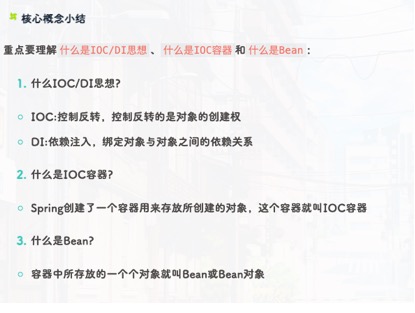 核心概念小结
重点要理解 什么是IOC/DI思想 、 什么是IOC容器 和 什么是Bean ：
1. 什么IOC/DI思想?
IOC:控制反转，控制反转的是对象的创建权
DI:依赖注入，绑定对象与对象之间的依赖关系
2. 什么是IOC容器?
Spring创建了一个容器用来存放所创建的对象，这个容器就叫IOC容器
3. 什么是Bean?
容器中所存放的一个个对象就叫Bean或Bean对象